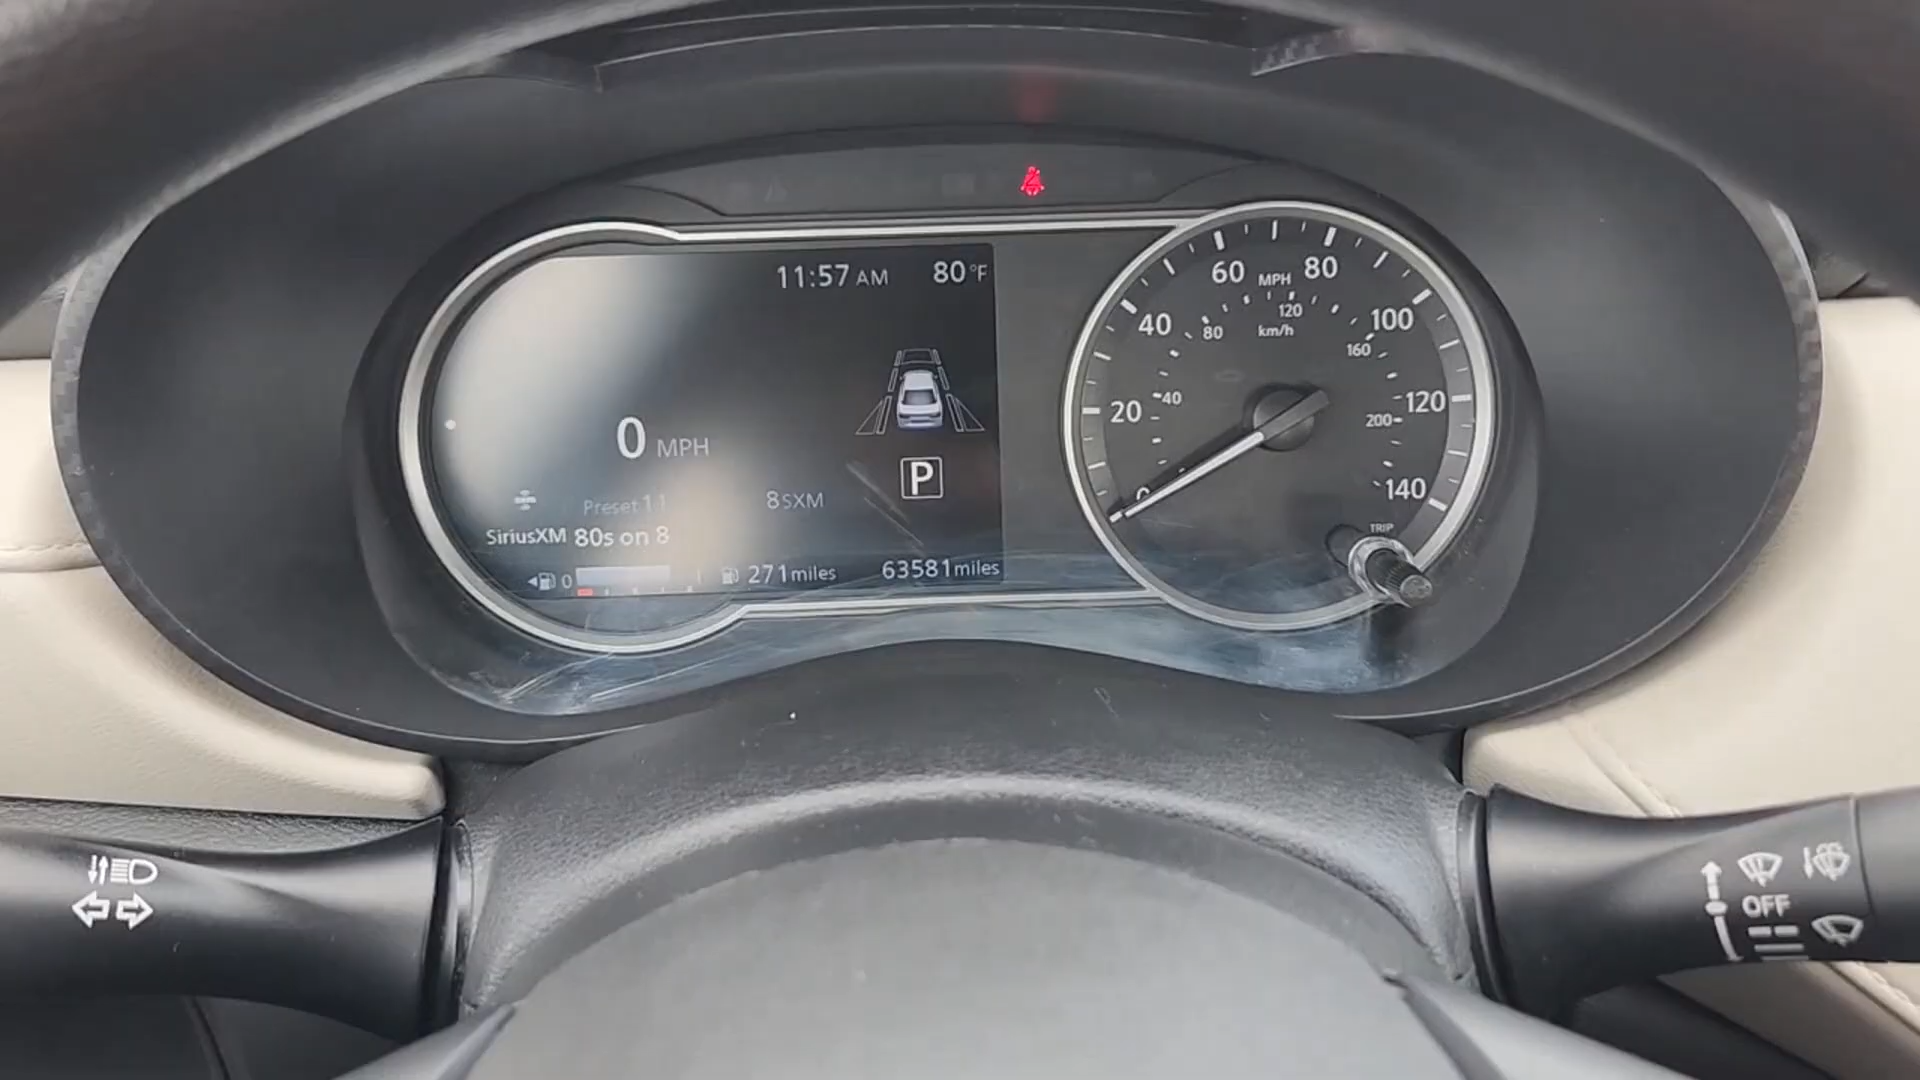 11:57 AM 80°F
0 MPH
P
Preset 11 8 SXM
SiriusXM 80s on 8
0 271 miles 63581 miles
0 20 40 60 80 100 120 140
MPH
40 80 120 160 200
km/h
TRIP
OFF